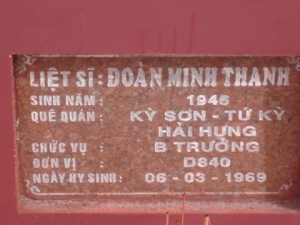 LIỆT SĨ: ĐOÀN MINH THANH
SINH NĂM : 1946
QUÊ QUÁN : KỲ SƠN - TỨ KỲ
HẢI HƯNG
CHỨC VỤ : B TRƯỞNG
ĐƠN VỊ : D840
NGÀY HY SINH: 06 - 03 - 1969